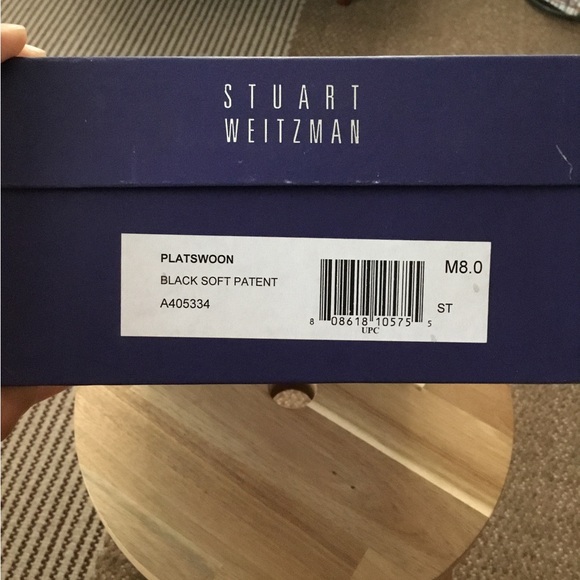 STUART
WEITZMAN
PLATSWOON
BLACK SOFT PATENT
A405334
M8.0
ST
8 08618 10575 5
UPC